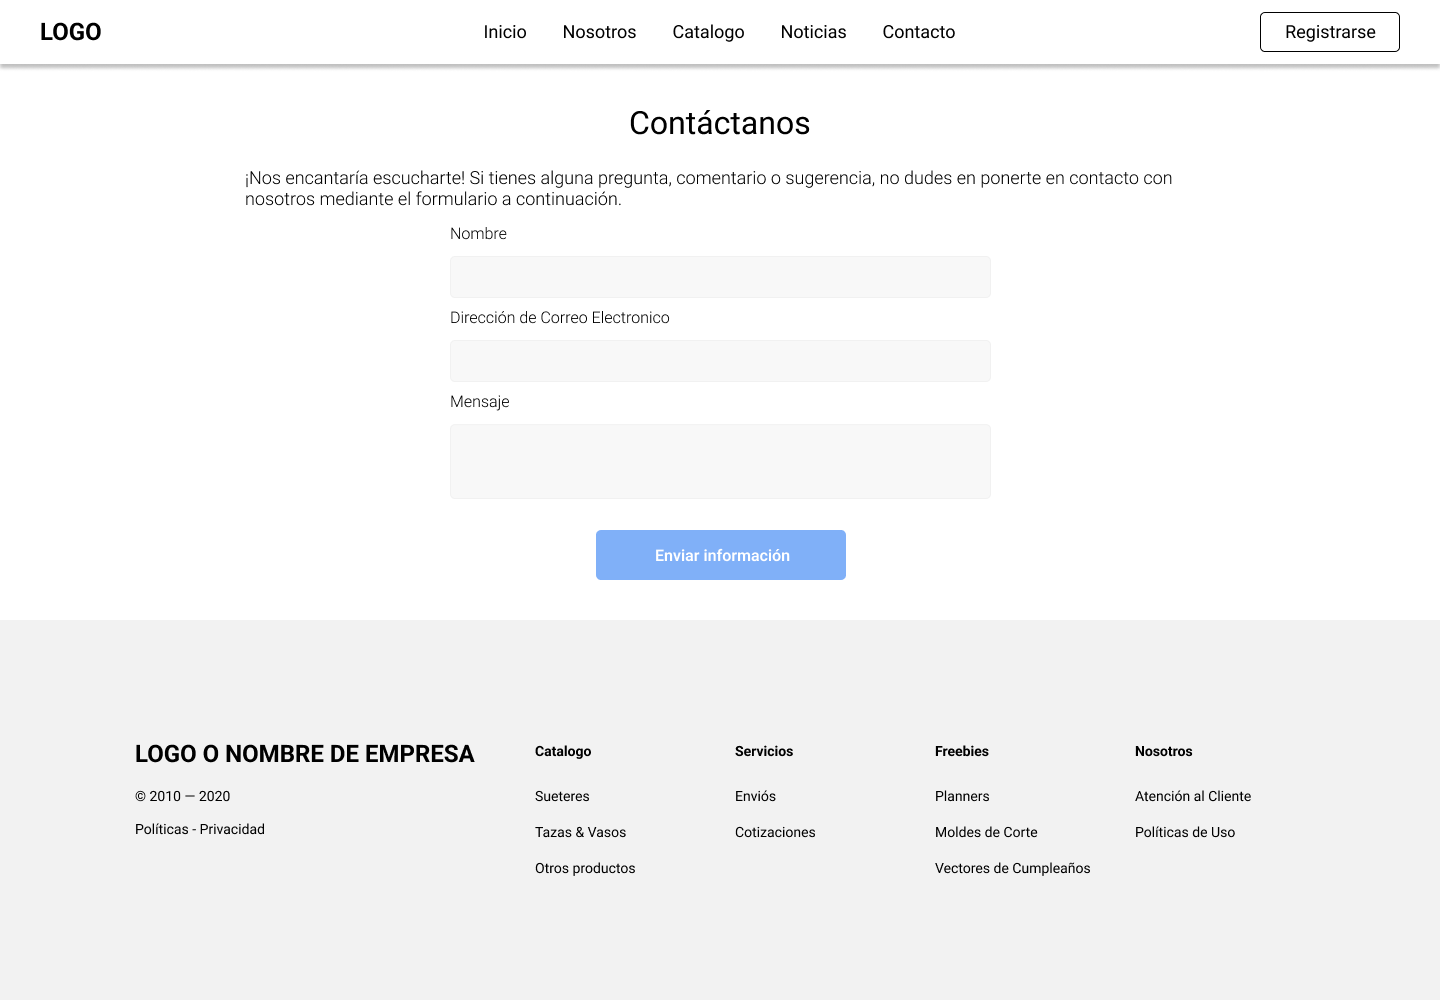 LOGO
Inicio Nosotros Catalogo Noticias Contacto
Registrarse
Contáctanos
¡Nos encantaría escucharte! Si tienes alguna pregunta, comentario o sugerencia, no dudes en ponerte en contacto con
nosotros mediante el formulario a continuación.
Nombre
Dirección de Correo Electronico
Mensaje
Enviar información
LOGO O NOMBRE DE EMPRESA
© 2010 — 2020
Políticas - Privacidad
Catalogo
Sueteres
Tazas & Vasos
Otros productos
Servicios
Envíós
Cotizaciones
Freebies
Planners
Moldes de Corte
Vectores de Cumpleaños
Nosotros
Atención al Cliente
Políticas de Uso